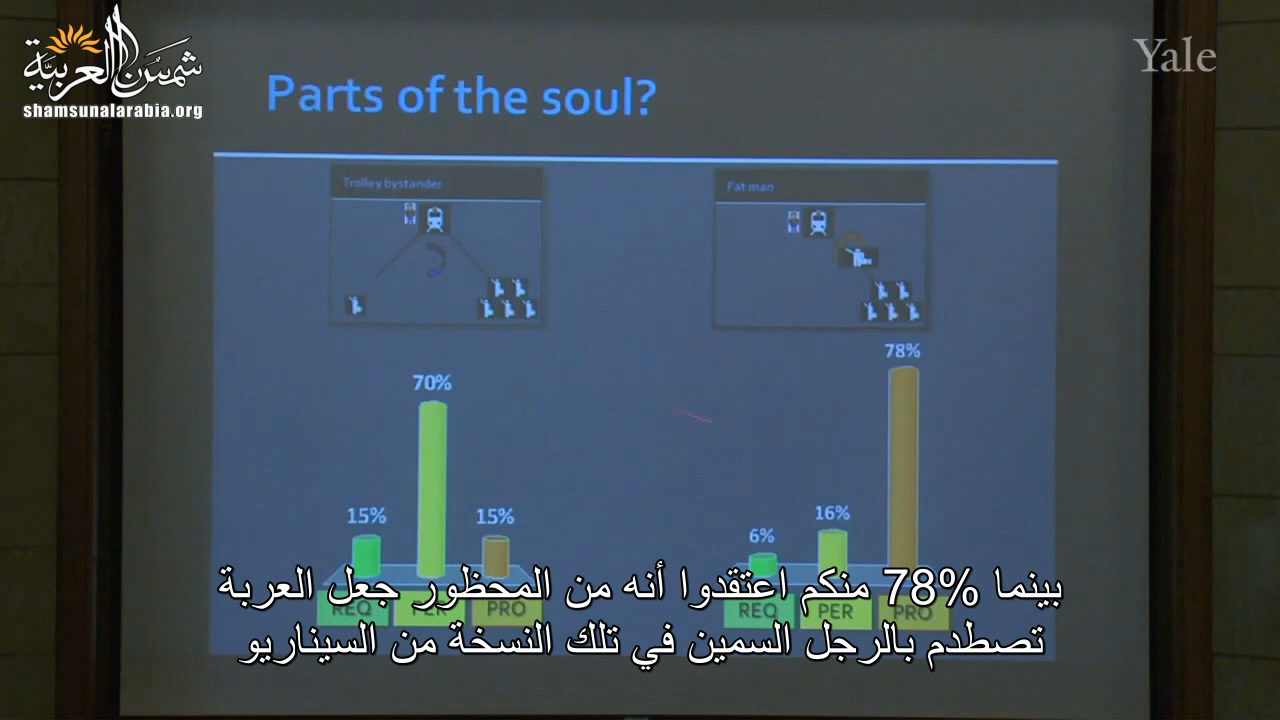 شمس العربية
shamsunalarabia.org
Yale
Parts of the soul?
Trolley bystander
Fat man
70%
15%
15%
REQ
PER
PRO
78%
6%
16%
REQ
PER
PRO
بينما 78% منكم اعتقدوا أنه من المحظور جعل العربة
تصطدم بالرجل السمين في تلك النسخة من السيناريو